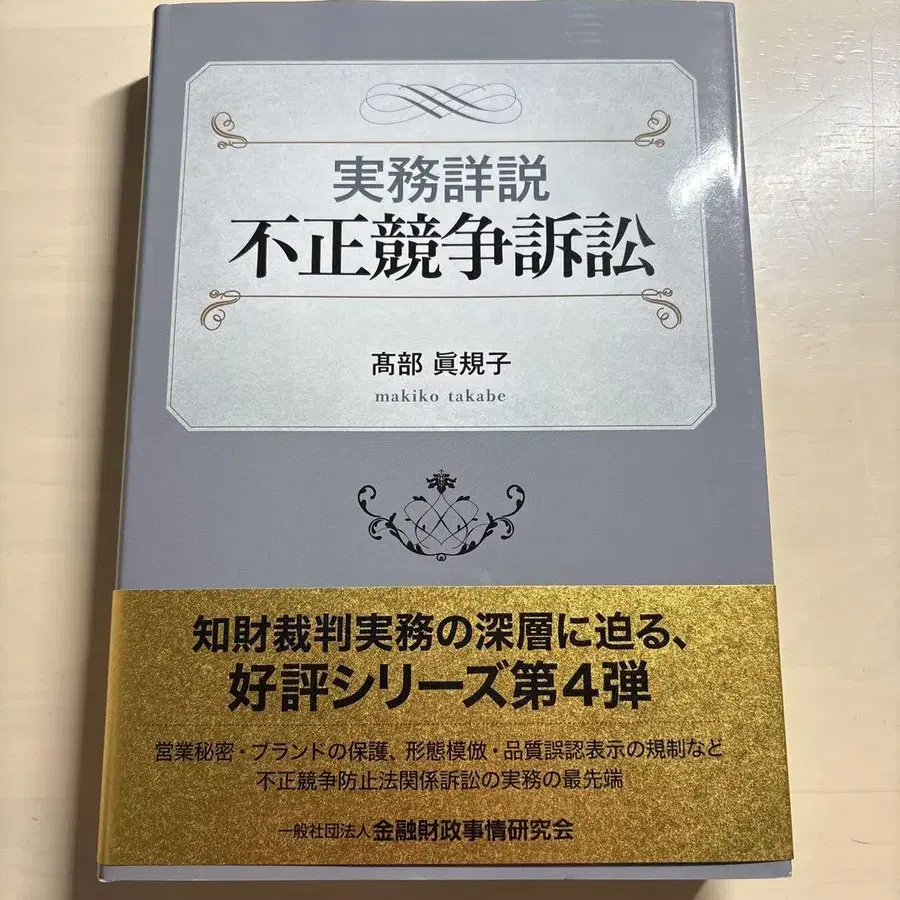 実務詳説
不正競争訴訟
髙部 眞規子
makiko takabe
知財裁判実務の深層に迫る、
好評シリーズ第4弾
営業秘密・ブランドの保護、形態模倣・品質誤認表示の規制など
不正競争防止法関係訴訟の実務の最先端
一般社団法人 金融財政事情研究会